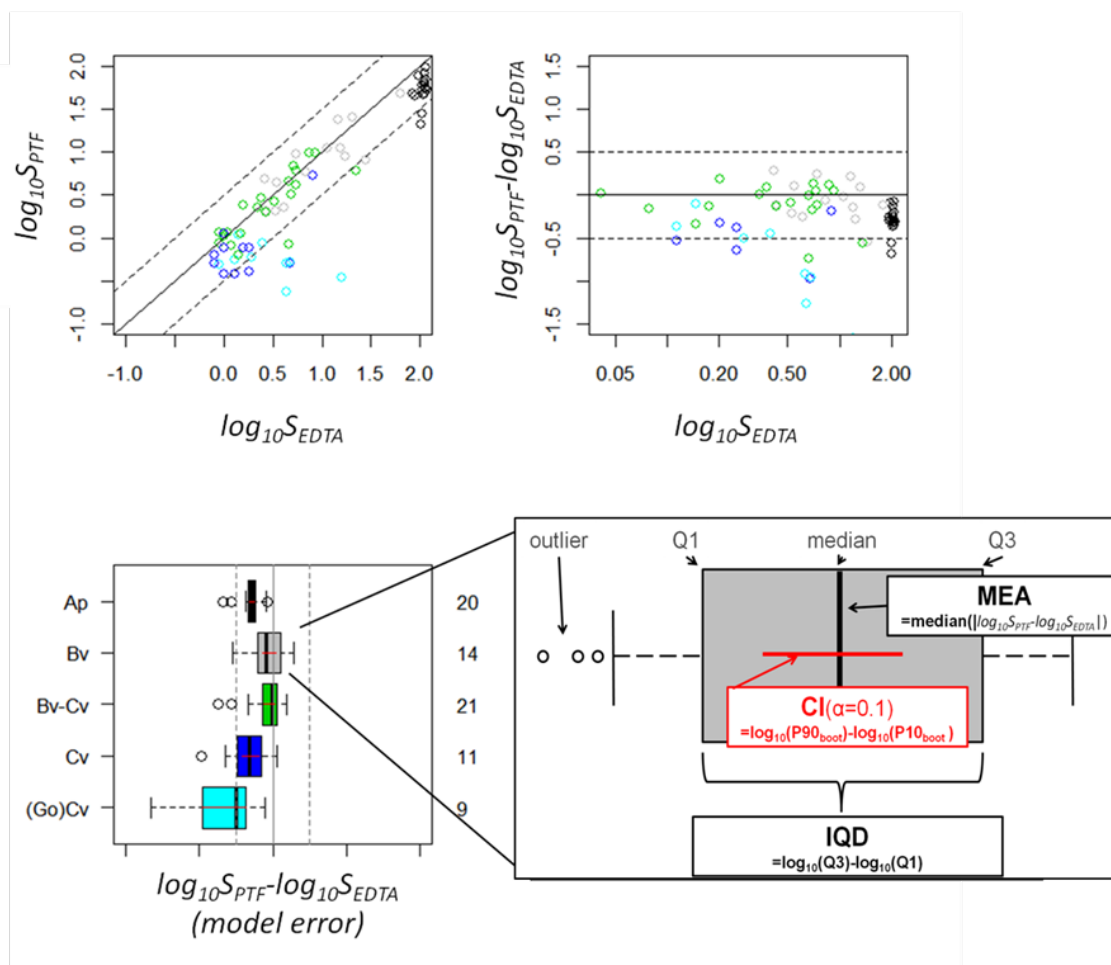 log10SPTF
2.0
1.5
1.0
0.5
0.0
-1.0
-1.0 0.0 0.5 1.0 1.5 2.0
log10SEDTA
log10SPTF-log10SEDTA
1.5
0.5
-0.5
-1.5
0.05 0.20 0.50 2.00
log10SEDTA
Ap 20
Bv 14
Bv-Cv 21
Cv 11
(Go)Cv 9
log10SPTF-log10SEDTA
(model error)
outlier Q1 median Q3
MEA
=median(|log10SPTF-log10SEDTA|)
CI(α=0.1)
=log10(P90boot)-log10(P10boot)
IQD
=log10(Q3)-log10(Q1)